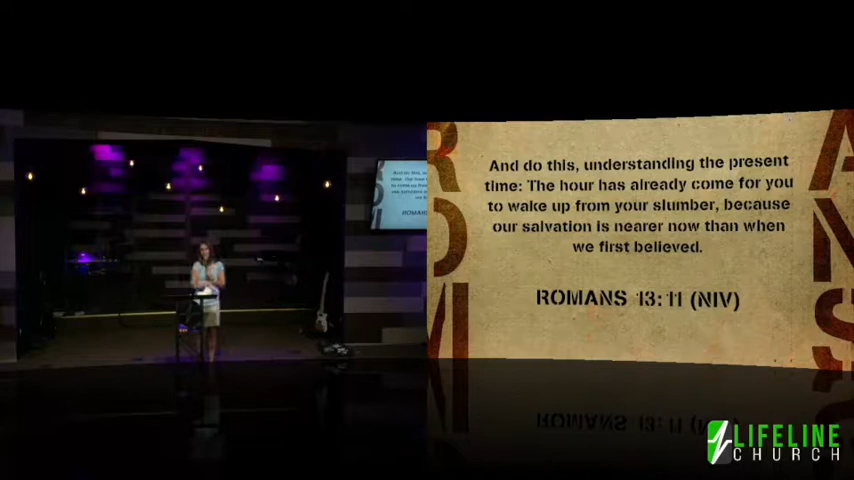 And do this, understanding the present
time: The hour has already come for you
to wake up from your slumber, because
our salvation is nearer now than when
we first believed.
ROMANS 13:11 (NIV)
LIFELINE
CHURCH